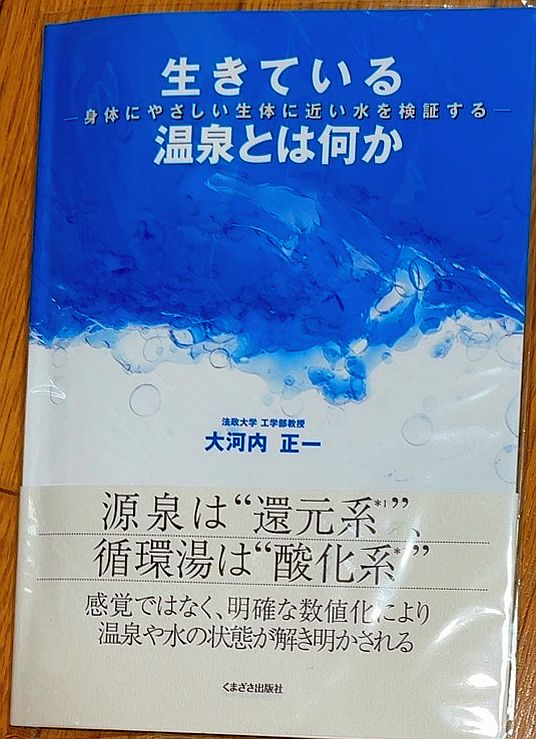 生きている
―身体にやさしい生体に近い水を検証する―
温泉とは何か
法政大学 工学部教授
大河内 正一
源泉は“還元系*1”、
循環湯は“酸化系*”
感覚ではなく、明確な数値化により
温泉や水の状態が解き明かされる
くまざさ出版社